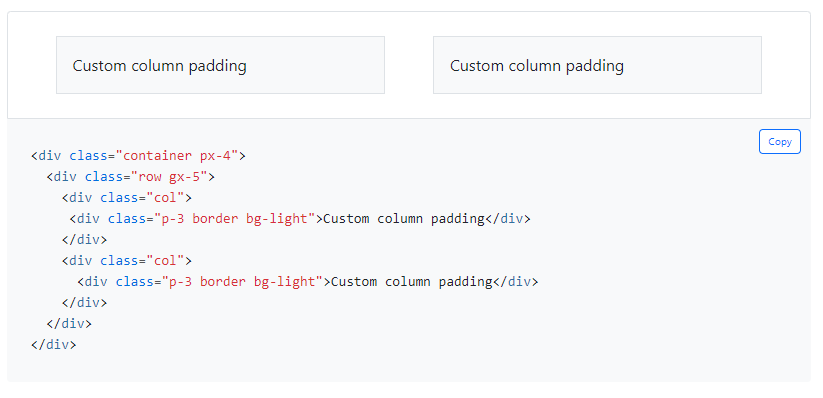 Custom column padding Custom column padding
Copy
<div class="container px-4">
  <div class="row gx-5">
    <div class="col">
     <div class="p-3 border bg-light">Custom column padding</div>
    </div>
    <div class="col">
      <div class="p-3 border bg-light">Custom column padding</div>
    </div>
  </div>
</div>